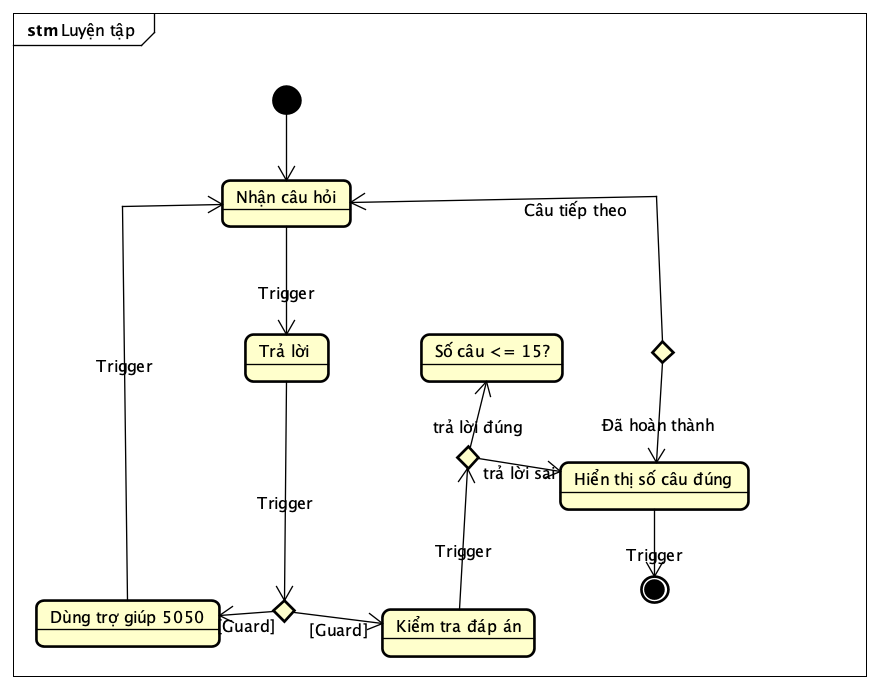 stm Luyện tập
Nhận câu hỏi
Câu tiếp theo
Trigger
Trả lời
Số câu <= 15?
Trigger
trả lời đúng
Đã hoàn thành
trả lời sai
Hiển thị số câu đúng
Trigger
Trigger
Trigger
Dùng trợ giúp 5050
[Guard]
[Guard]
Kiểm tra đáp án